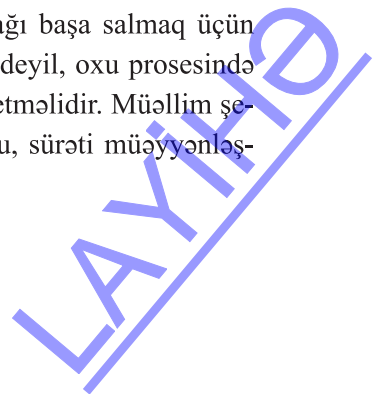 ağı başa salmaq üçün
deyil, oxu prosesində
etməlidir. Müəllim şe-
u, sürəti müəyyənləş-
LAYİHƏ